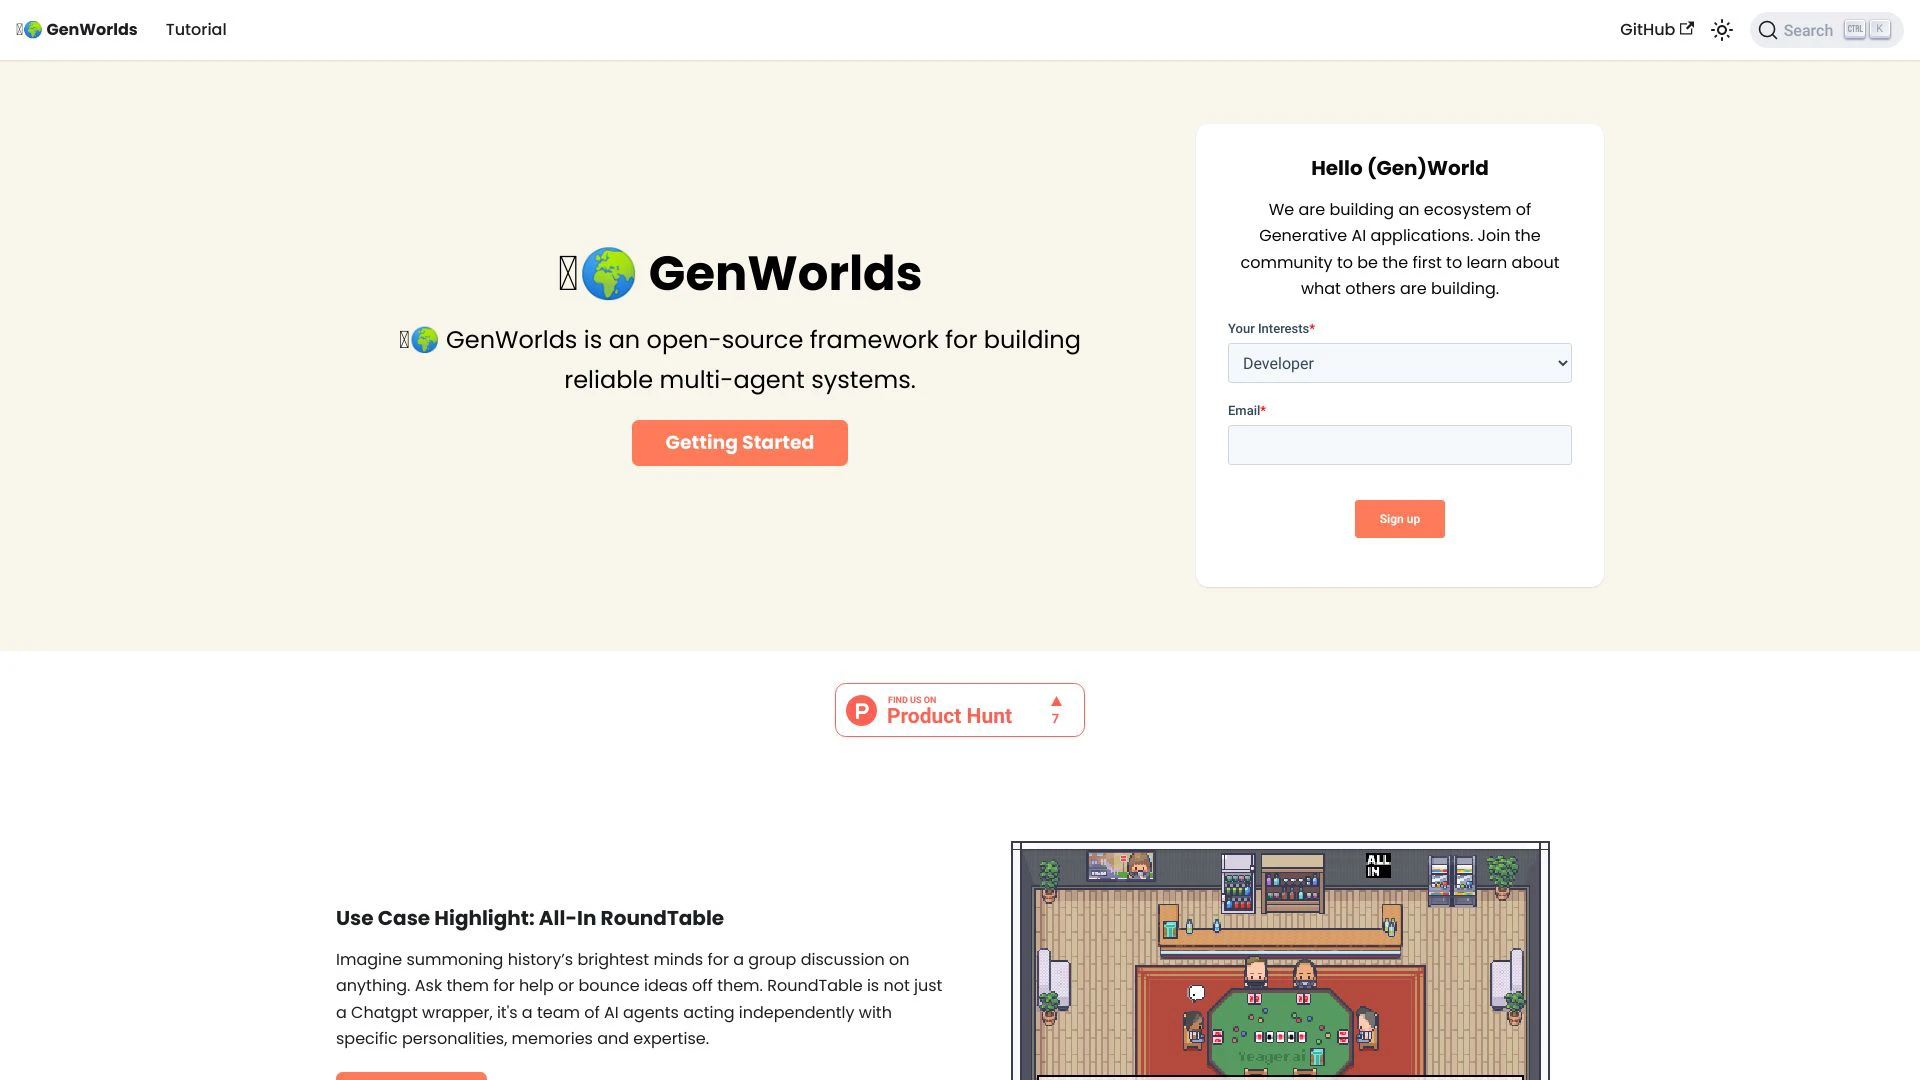 🌍 GenWorlds
Tutorial
GitHub
Search
CTRL K
🌍 GenWorlds
🌍 GenWorlds is an open-source framework for building
reliable multi-agent systems.
Getting Started
Hello (Gen)World
We are building an ecosystem of
Generative AI applications. Join the
community to be the first to learn about
what others are building.
Your Interests*
Developer
Email*
Sign up
FIND US ON
Product Hunt
7
Use Case Highlight: All-In RoundTable
Imagine summoning history’s brightest minds for a group discussion on
anything. Ask them for help or bounce ideas off them. RoundTable is not just
a Chatgpt wrapper, it's a team of AI agents acting independently with
specific personalities, memories and expertise.
ALL
IN
Yeager.ai